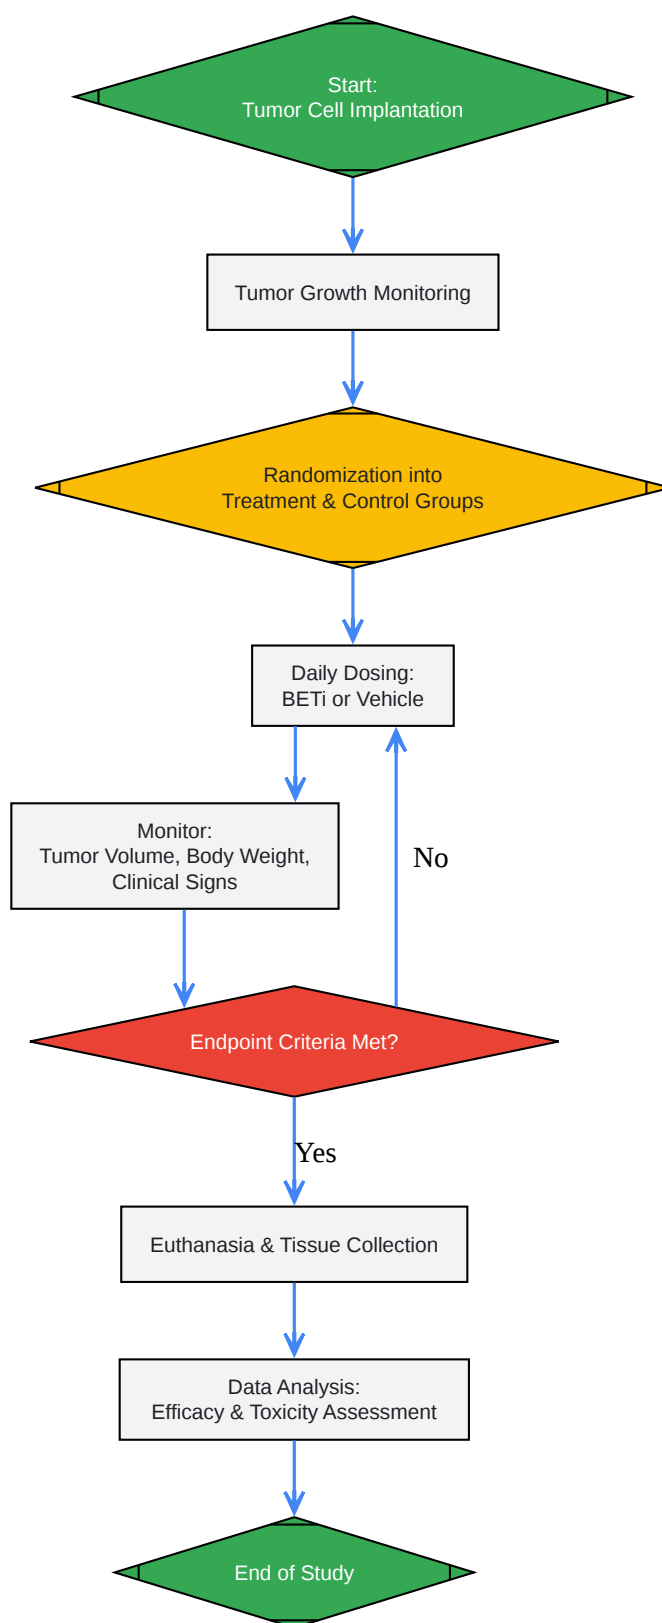 Start:
Tumor Cell Implantation
Tumor Growth Monitoring
Randomization into
Treatment & Control Groups
Daily Dosing:
BETi or Vehicle
Monitor:
Tumor Volume, Body Weight,
Clinical Signs
No
Endpoint Criteria Met?
Yes
Euthanasia & Tissue Collection
Data Analysis:
Efficacy & Toxicity Assessment
End of Study